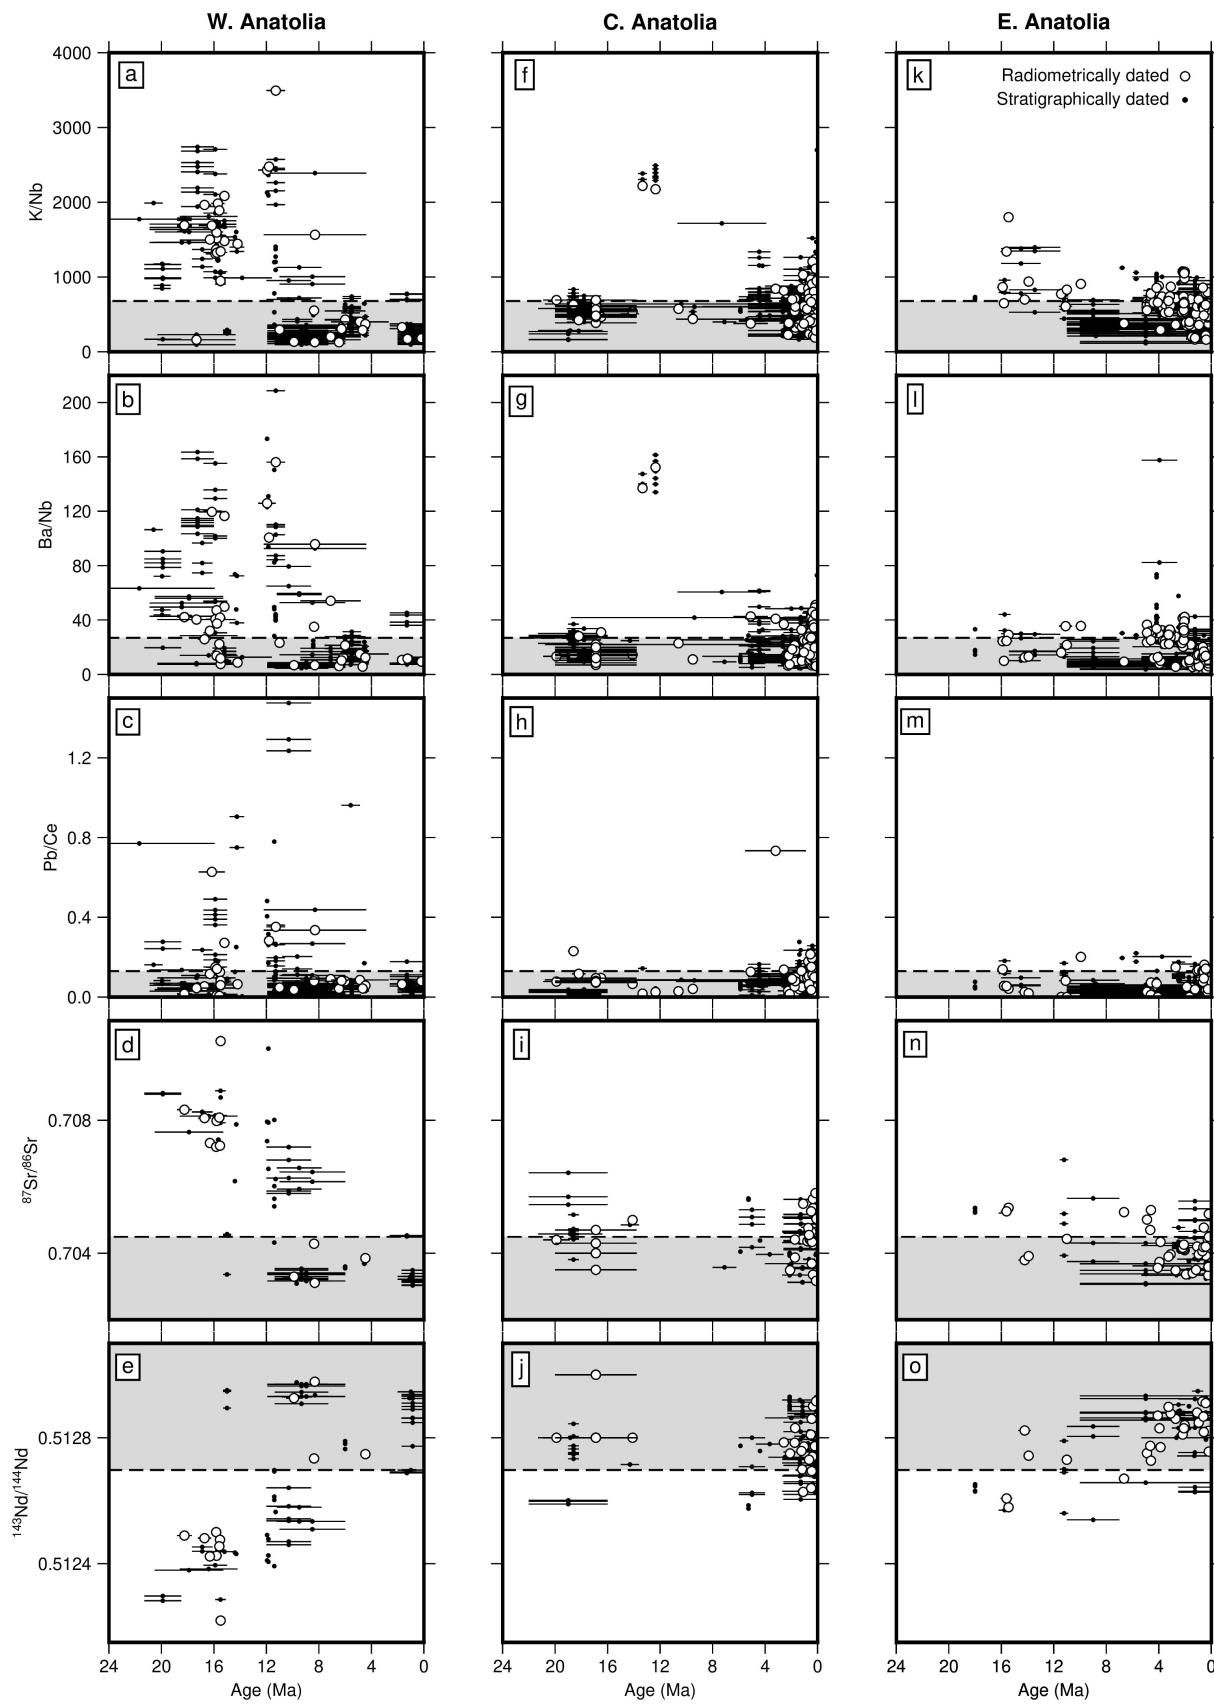 W. Anatolia C. Anatolia E. Anatolia
4000
3000
2000
1000
0
K/Nb
a
f
k
Radiometrically dated
Stratigraphically dated
200
160
120
80
40
0
Ba/Nb
b
g
l
1.2
0.8
0.4
0.0
Pb/Ce
c
h
m
0.708
0.704
87Sr/86Sr
d
i
n
0.5128
0.5124
143Nd/144Nd
e
j
o
24 20 16 12 8 4 0 24 20 16 12 8 4 0 24 20 16 12 8 4 0
Age (Ma) Age (Ma) Age (Ma)